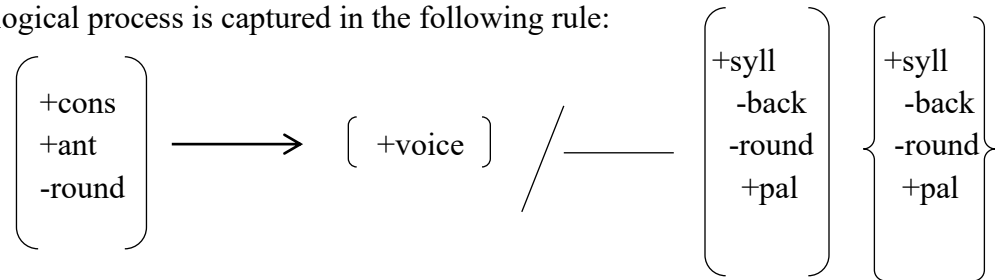 logical process is captured in the following rule:
+syll +syll
+cons -back -back
+ant +voice -round -round
-round +pal +pal